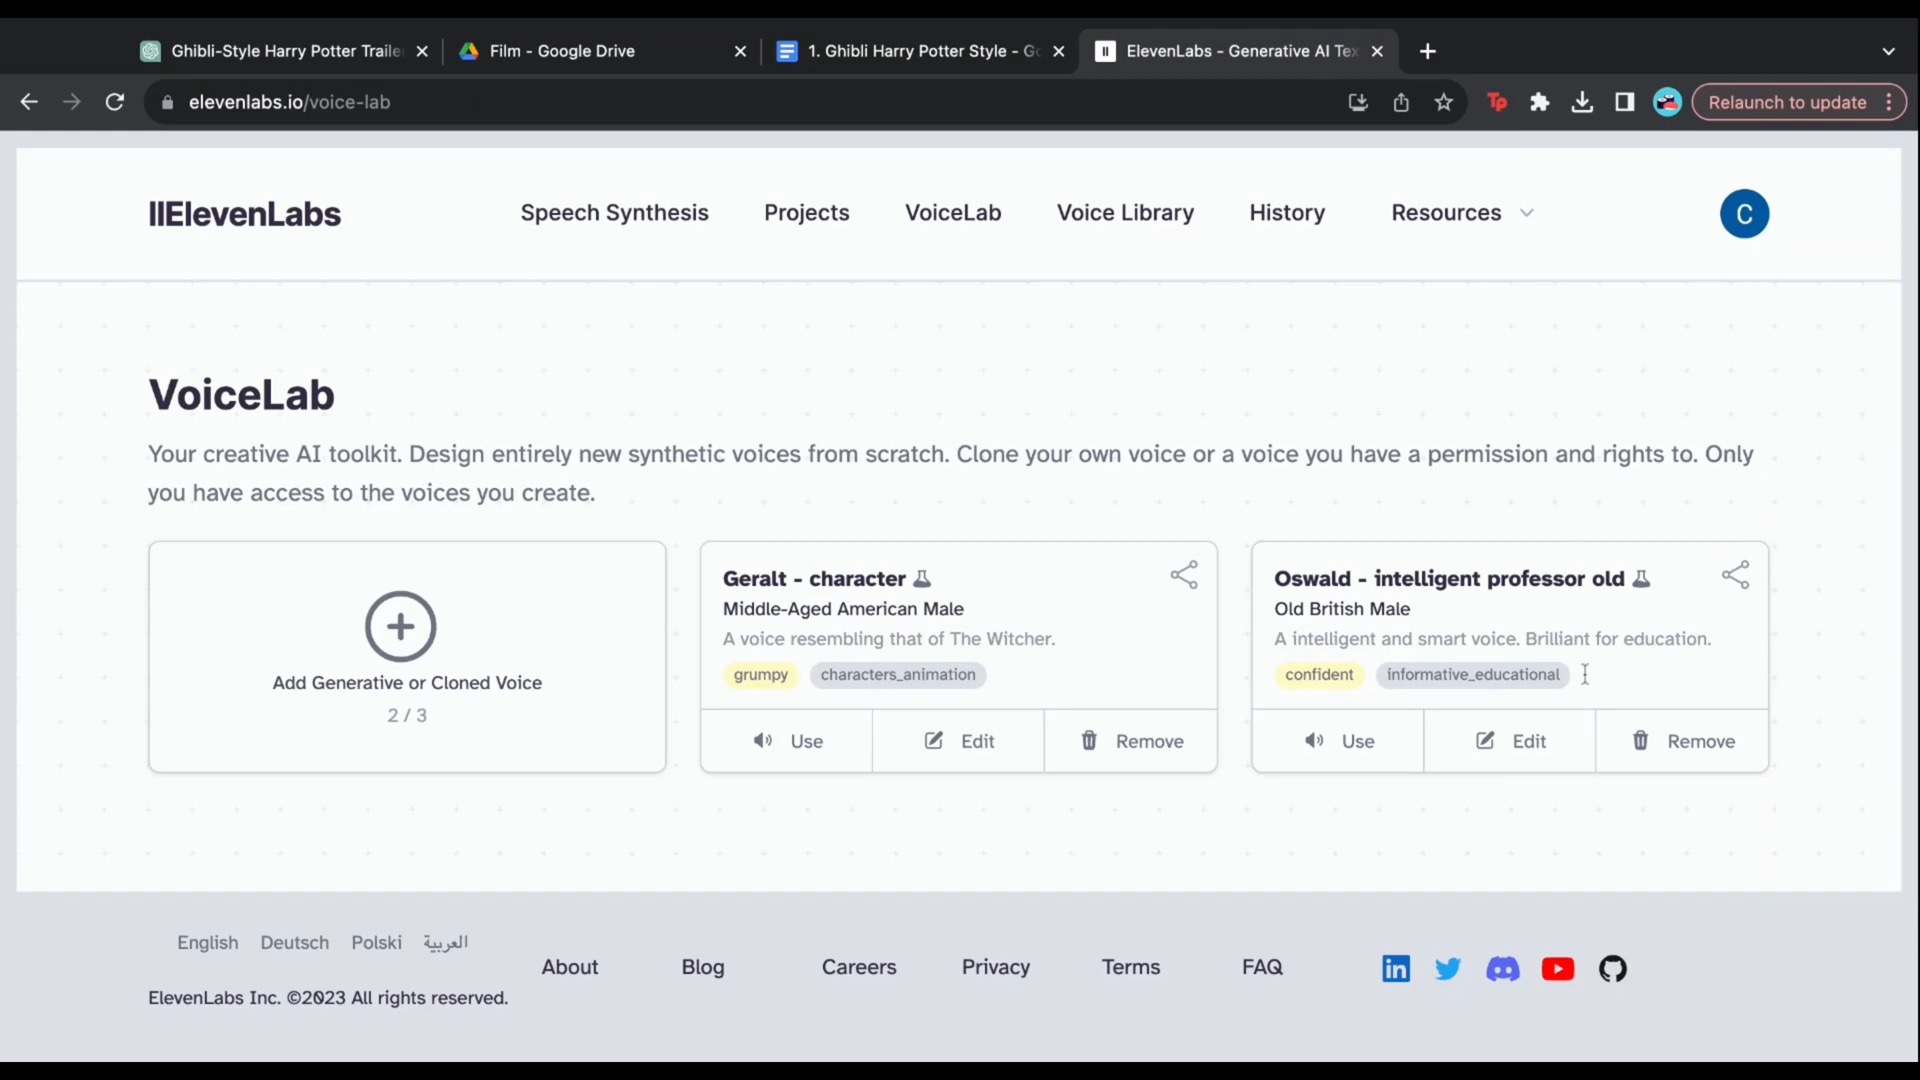 Ghibli-Style Harry Potter Traile
Film - Google Drive
1. Ghibli Harry Potter Style - Go
ElevenLabs - Generative AI Tex
elevenlabs.io/voice-lab
Relaunch to update
IIElevenLabs
Speech Synthesis
Projects
VoiceLab
Voice Library
History
Resources
C
VoiceLab
Your creative AI toolkit. Design entirely new synthetic voices from scratch. Clone your own voice or a voice you have a permission and rights to. Only
you have access to the voices you create.
Add Generative or Cloned Voice
2 / 3
Geralt - character
Middle-Aged American Male
A voice resembling that of The Witcher.
grumpy
characters_animation
Use
Edit
Remove
Oswald - intelligent professor old
Old British Male
A intelligent and smart voice. Brilliant for education.
confident
informative_educational
Use
Edit
Remove
English
Deutsch
Polski
العربية
ElevenLabs Inc. ©2023 All rights reserved.
About
Blog
Careers
Privacy
Terms
FAQ